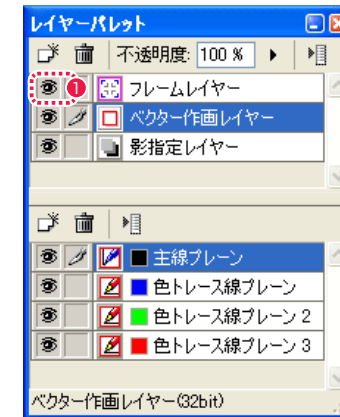 レイヤーパレット
不透明度: 100 %
1 フレームレイヤー
ベクター作画レイヤー
影指定レイヤー
主線プレーン
色トレース線プレーン
色トレース線プレーン 2
色トレース線プレーン 3
ベクター作画レイヤー(32bit)